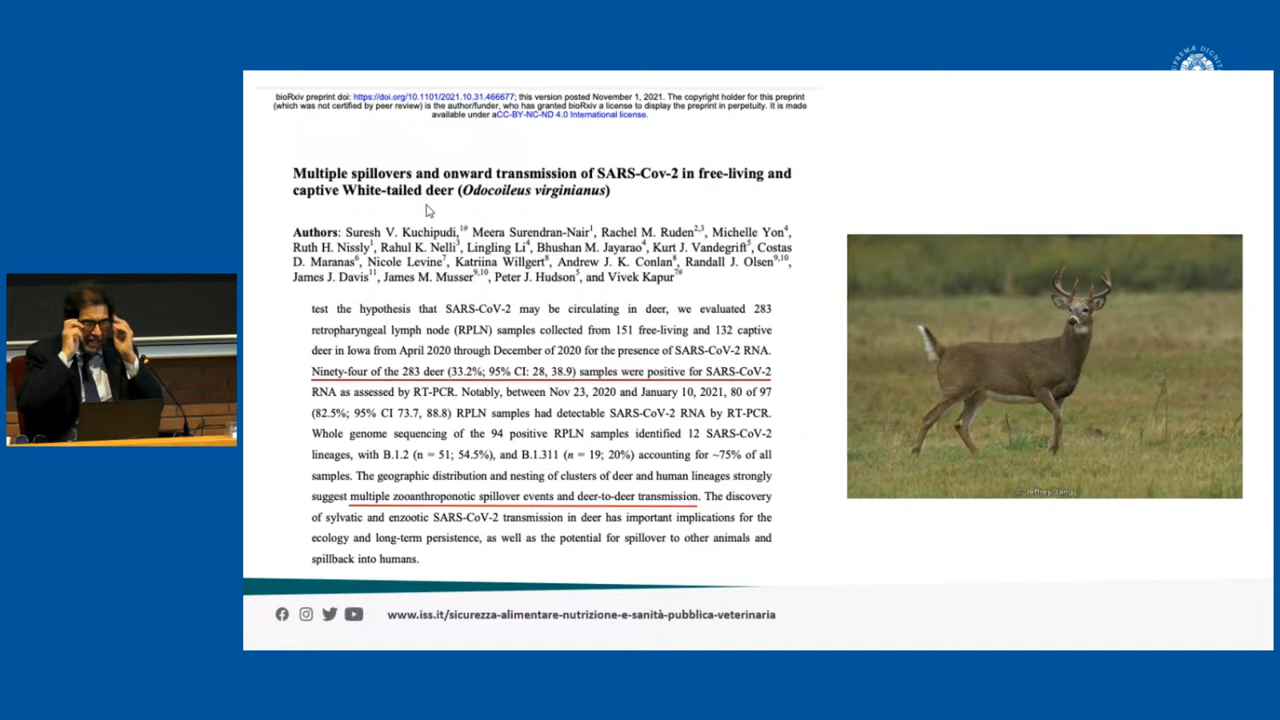 SUPREMÆ DIGNIT
bioRxiv preprint doi: https://doi.org/10.1101/2021.10.31.466677; this version posted November 1, 2021. The copyright holder for this preprint
(which was not certified by peer review) is the author/funder, who has granted bioRxiv a license to display the preprint in perpetuity. It is made
available under aCC-BY-NC-ND 4.0 International license.
Multiple spillovers and onward transmission of SARS-Cov-2 in free-living and
captive White-tailed deer (Odocoileus virginianus)
Authors: Suresh V. Kuchipudi,1# Meera Surendran-Nair1, Rachel M. Ruden2,3, Michelle Yon4,
Ruth H. Nissly1, Rahul K. Nelli3, Lingling Li4, Bhushan M. Jayarao4, Kurt J. Vandegrift5, Costas
D. Maranas6, Nicole Levine7, Katriina Willgert8, Andrew J. K. Conlan8, Randall J. Olsen9,10,
James J. Davis11, James M. Musser9,10, Peter J. Hudson5, and Vivek Kapur7#
test the hypothesis that SARS-CoV-2 may be circulating in deer, we evaluated 283
retropharyngeal lymph node (RPLN) samples collected from 151 free-living and 132 captive
deer in Iowa from April 2020 through December of 2020 for the presence of SARS-CoV-2 RNA.
Ninety-four of the 283 deer (33.2%; 95% CI: 28, 38.9) samples were positive for SARS-CoV-2
RNA as assessed by RT-PCR. Notably, between Nov 23, 2020 and January 10, 2021, 80 of 97
(82.5%; 95% CI 73.7, 88.8) RPLN samples had detectable SARS-CoV-2 RNA by RT-PCR.
Whole genome sequencing of the 94 positive RPLN samples identified 12 SARS-CoV-2
lineages, with B.1.2 (n = 51; 54.5%), and B.1.311 (n = 19; 20%) accounting for ~75% of all
samples. The geographic distribution and nesting of clusters of deer and human lineages strongly
suggest multiple zooanthroponotic spillover events and deer-to-deer transmission. The discovery
of sylvatic and enzootic SARS-CoV-2 transmission in deer has important implications for the
ecology and long-term persistence, as well as the potential for spillover to other animals and
spillback into humans.
© Jeffrey Jang
www.iss.it/sicurezza-alimentare-nutrizione-e-sanità-pubblica-veterinaria